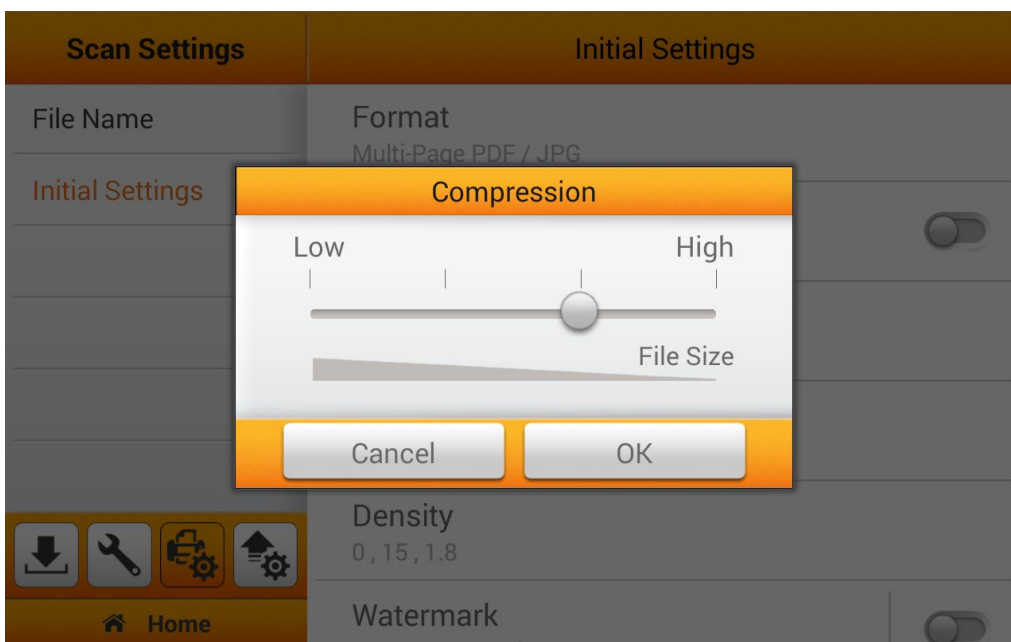 Scan Settings
Initial Settings
File Name
Initial Settings
Format
Multi-Page PDF / JPG
Compression
Low
High
File Size
Cancel
OK
Density
0 , 15 , 1.8
Watermark
Home